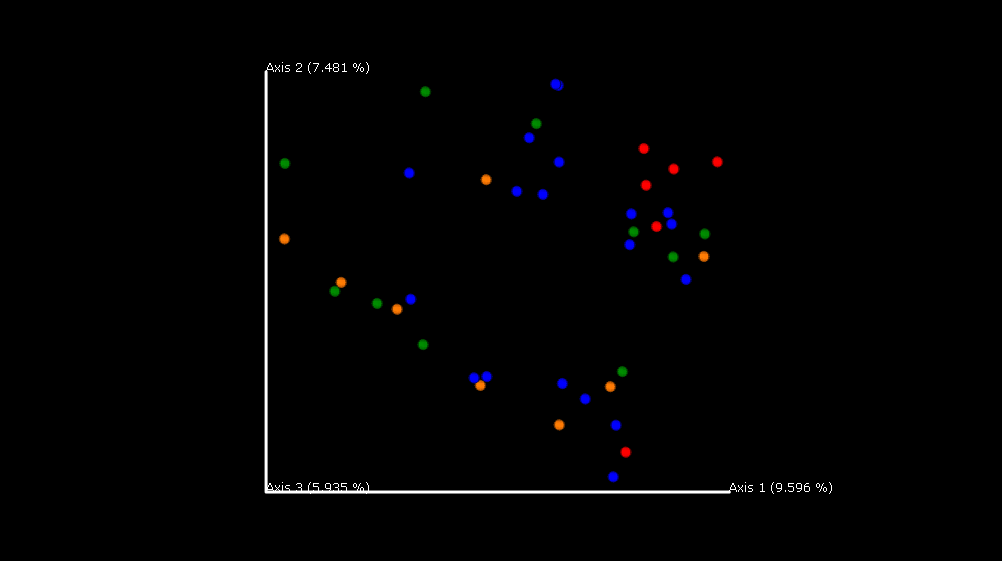 Axis 2 (7.481 %)
Axis 3 (5.935 %)
Axis 1 (9.596 %)